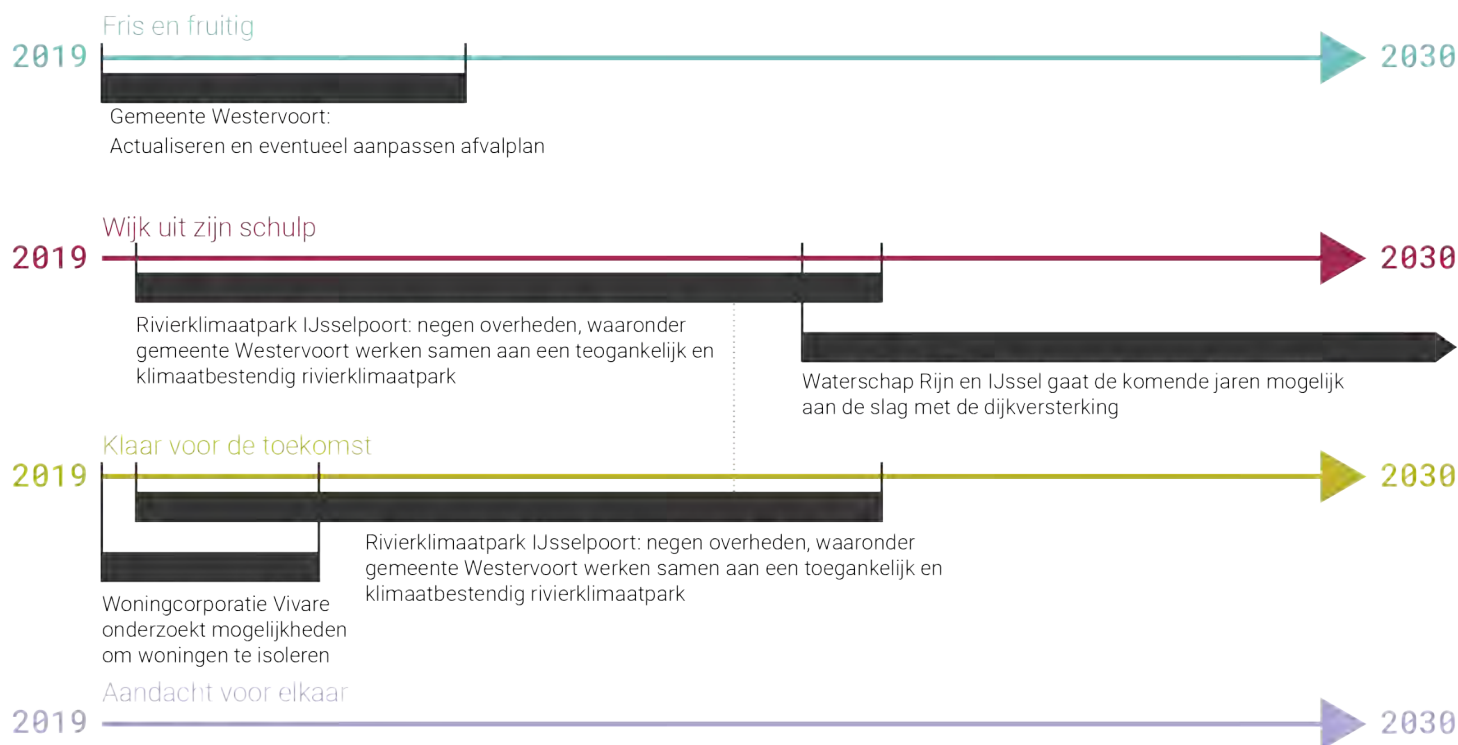 Fris en fruitig
2019
2030
Gemeente Westervoort:
Actualiseren en eventueel aanpassen afvalplan
Wijk uit zijn schulp
2019
2030
Rivierklimaatpark IJsselpoort: negen overheden, waaronder
gemeente Westervoort werken samen aan een teogankelijk en
klimaatbestendig rivierklimaatpark
Waterschap Rijn en IJssel gaat de komende jaren mogelijk
aan de slag met de dijkversterking
Klaar voor de toekomst
2019
2030
Rivierklimaatpark IJsselpoort: negen overheden, waaronder
gemeente Westervoort werken samen aan een toegankelijk en
klimaatbestendig rivierklimaatpark
Woningcorporatie Vivare
onderzoekt mogelijkheden
om woningen te isoleren
Aandacht voor elkaar
2019
2030